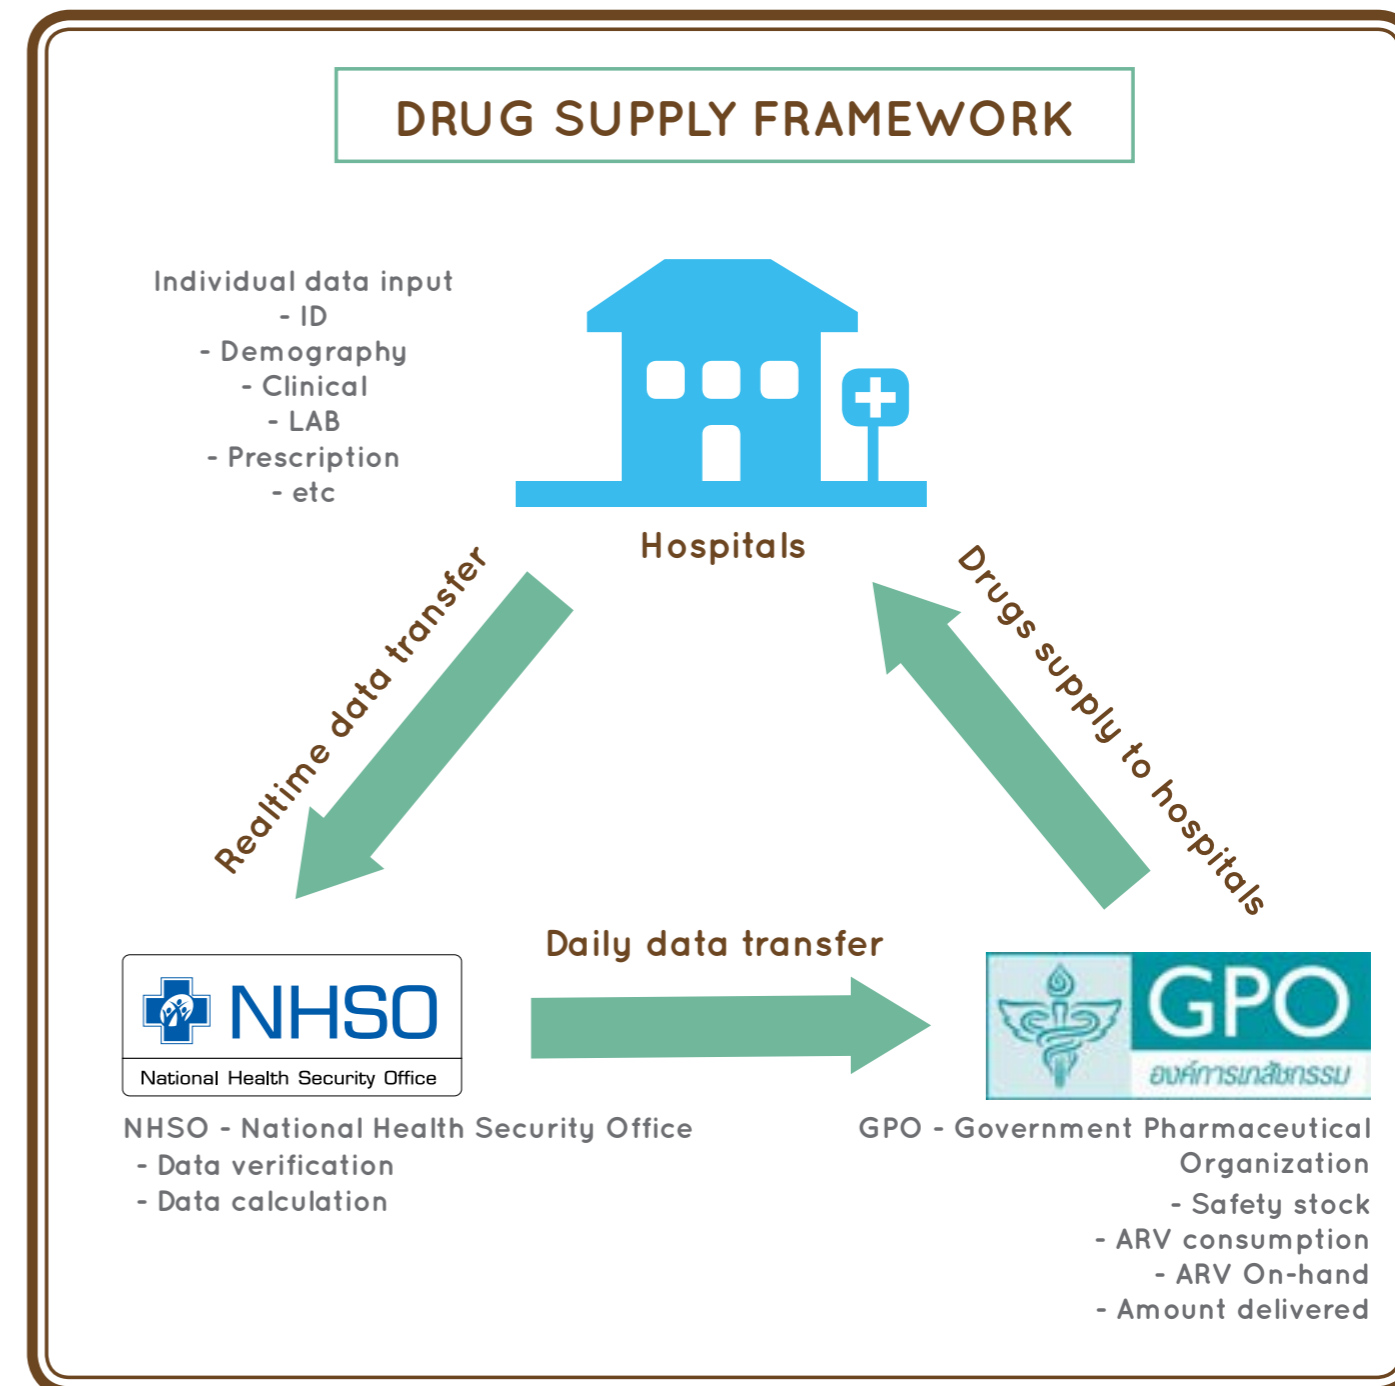 DRUG SUPPLY FRAMEWORK
Individual data input
- ID
- Demography
- Clinical
- LAB
- Prescription
- etc
Hospitals
Realtime data transfer
Drugs supply to hospitals
Daily data transfer
NHSO
National Health Security Office
GPO
องค์การเภสัชกรรม
NHSO - National Health Security Office
- Data verification
- Data calculation
GPO - Government Pharmaceutical
Organization
- Safety stock
- ARV consumption
- ARV On-hand
- Amount delivered